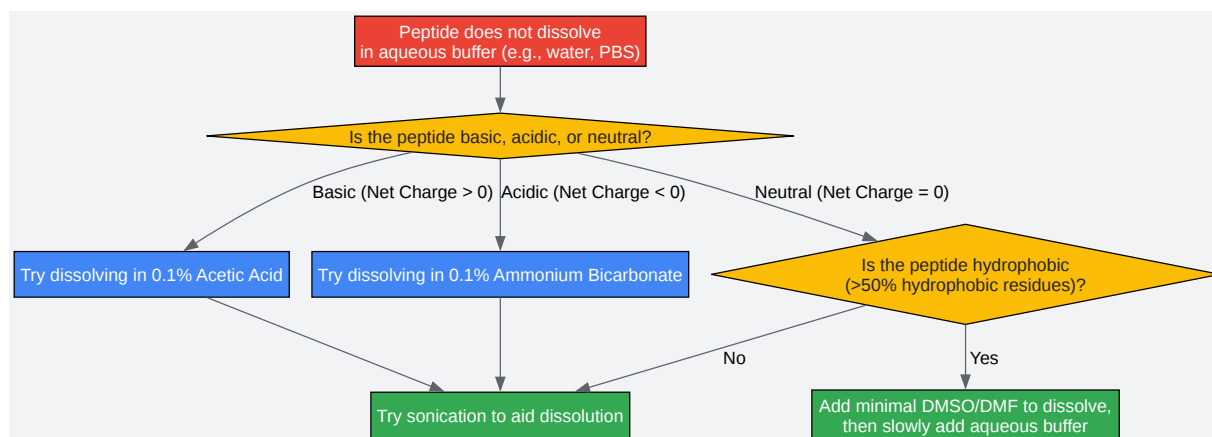 Peptide does not dissolve
in aqueous buffer (e.g., water, PBS)
Is the peptide basic, acidic, or neutral?
Basic (Net Charge > 0)
Acidic (Net Charge < 0)
Neutral (Net Charge = 0)
Try dissolving in 0.1% Acetic Acid
Try dissolving in 0.1% Ammonium Bicarbonate
Is the peptide hydrophobic
(>50% hydrophobic residues)?
No
Yes
Try sonication to aid dissolution
Add minimal DMSO/DMF to dissolve,
then slowly add aqueous buffer